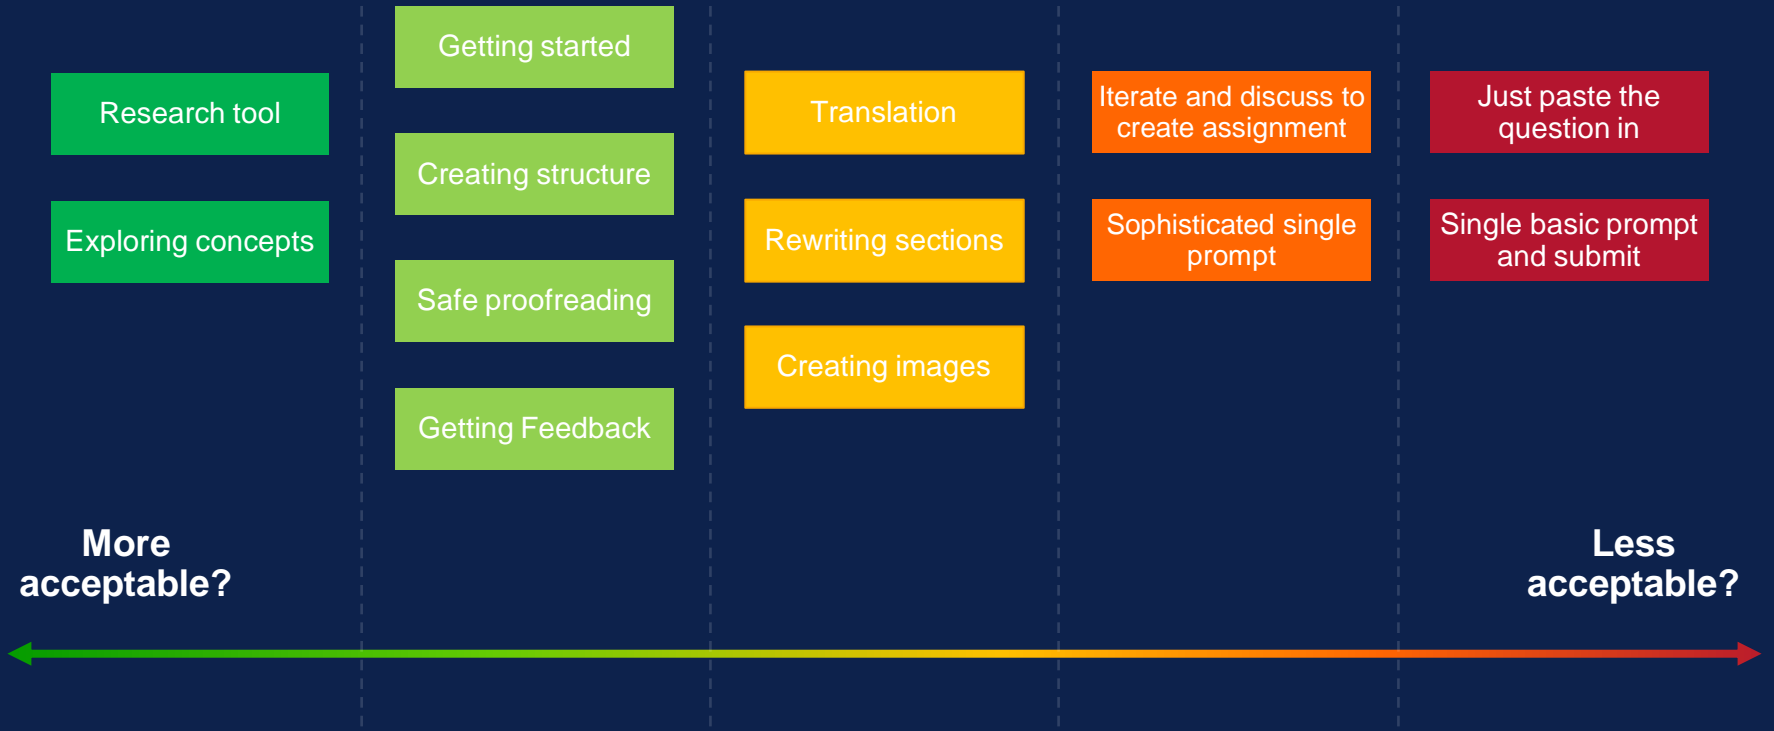 Research tool
Exploring concepts
Getting started
Creating structure
Safe proofreading
Getting Feedback
Translation
Rewriting sections
Creating images
Iterate and discuss to
create assignment
Sophisticated single
prompt
Just paste the
question in
Single basic prompt
and submit
More
acceptable?
Less
acceptable?